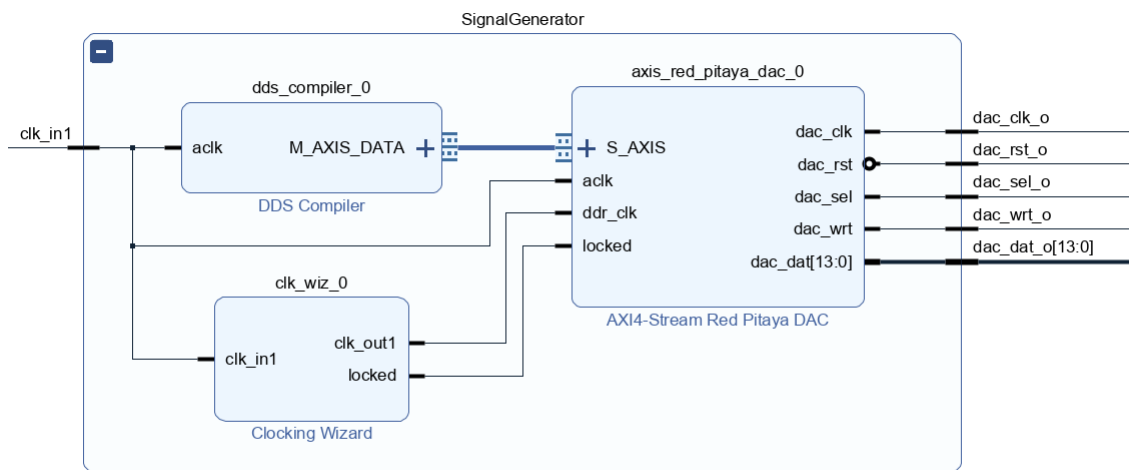 SignalGenerator
dds_compiler_0
axis_red_pitaya_dac_0
clk_in1
aclk
M_AXIS_DATA
DDS Compiler
S_AXIS
aclk
ddr_clk
locked
dac_clk
dac_rst
dac_sel
dac_wrt
dac_dat[13:0]
AXI4-Stream Red Pitaya DAC
dac_clk_o
dac_rst_o
dac_sel_o
dac_wrt_o
dac_dat_o[13:0]
clk_wiz_0
clk_in1
clk_out1
locked
Clocking Wizard